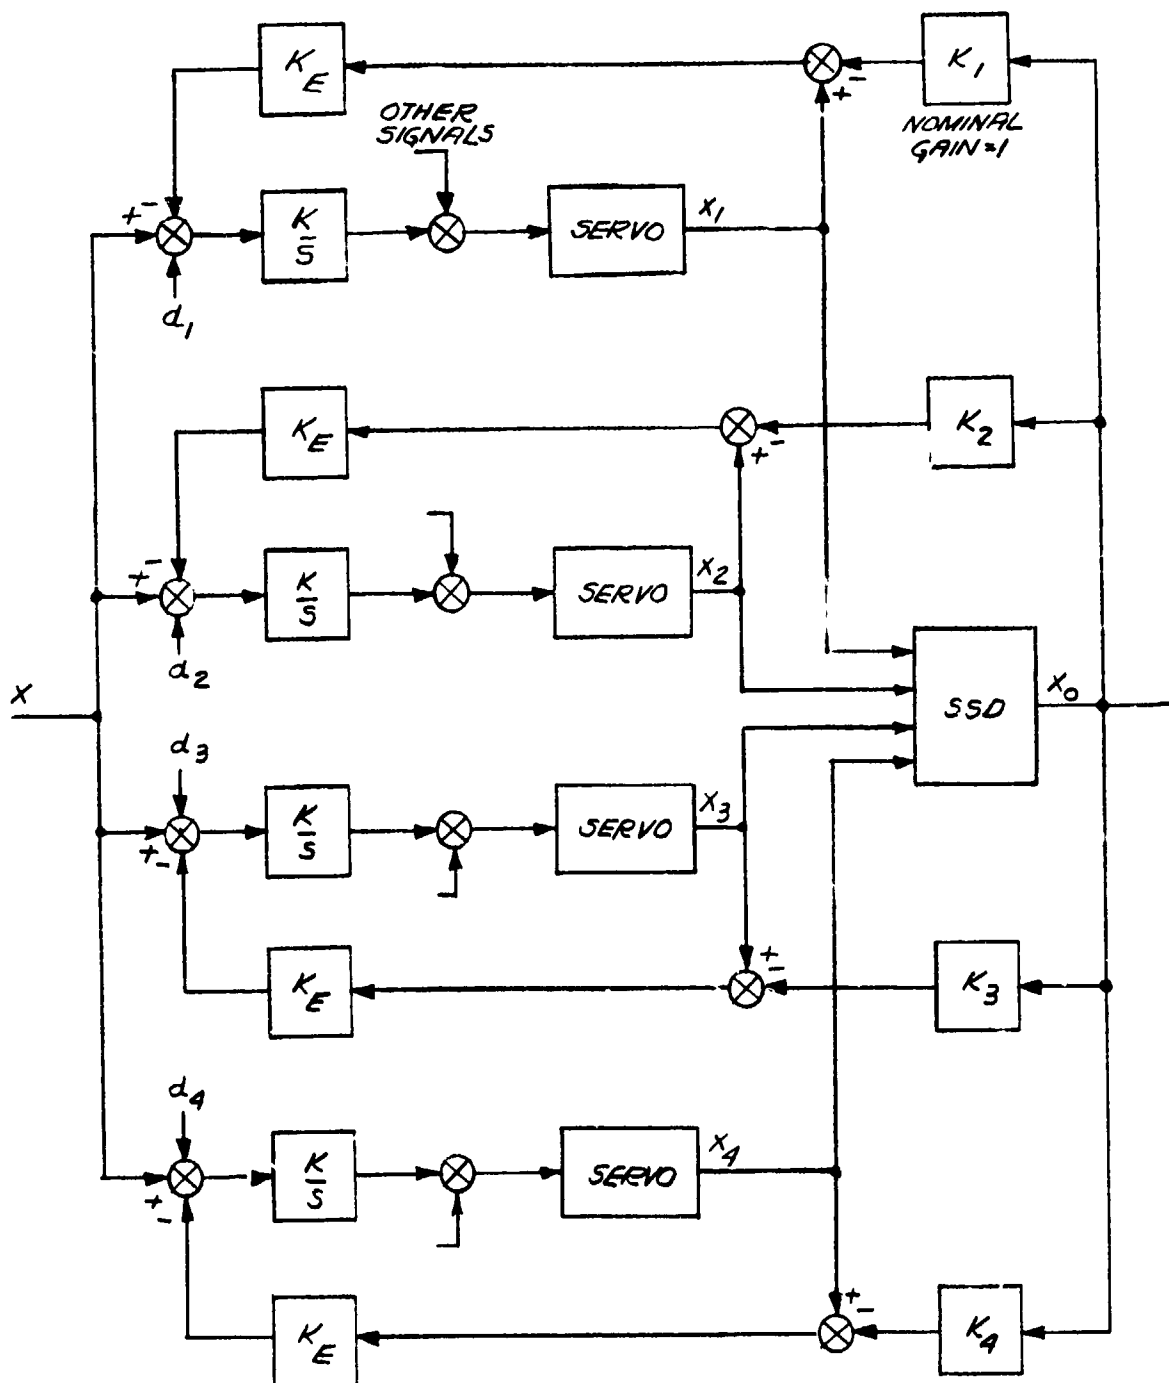 K_E
K_1
+ -
OTHER
SIGNALS
NOMINAL
GAIN=1
+ -
K/S
SERVO
X_1
d_1
K_E
K_2
+ -
+ -
K/S
SERVO
X_2
d_2
X
SSD
X_0
d_3
K/S
SERVO
X_3
+ -
+ -
K_E
K_3
d_4
K/S
SERVO
X_4
+ -
+ -
K_E
K_4